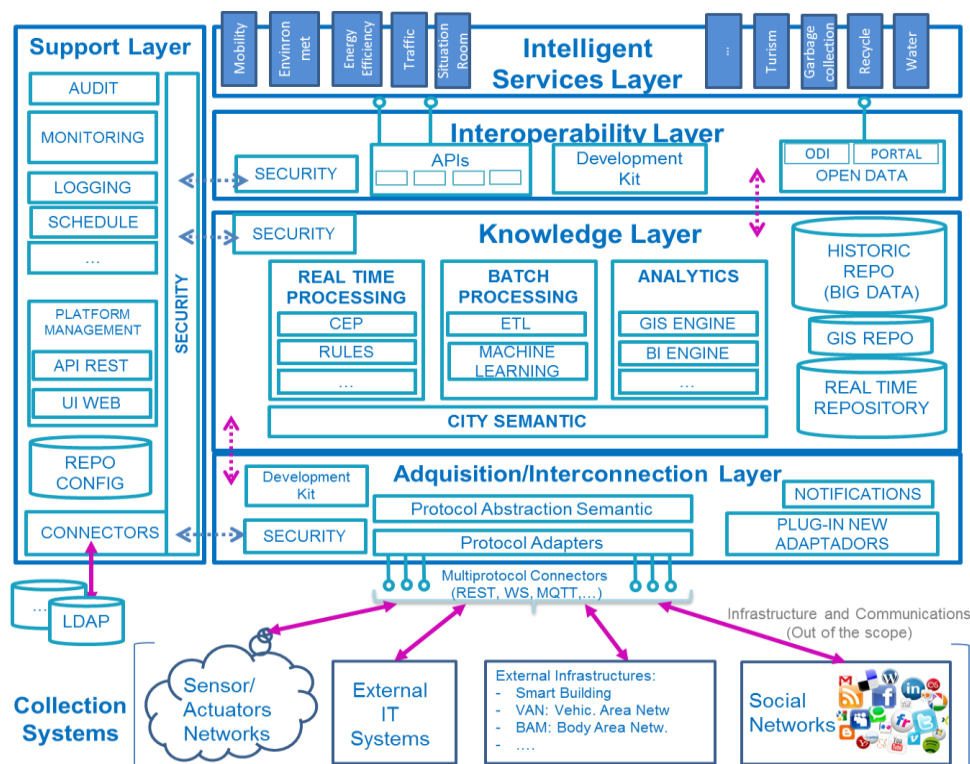 Support Layer
AUDIT
MONITORING
LOGGING
SCHEDULE
...
PLATFORM
MANAGEMENT
API REST
UI WEB
REPO
CONFIG
CONNECTORS
SECURITY
...
LDAP
Mobility
Envinron
met
Energy
Efficiency
Traffic
Situation
Room
Intelligent
Services Layer
...
Turism
Garbage
collection
Recycle
Water
Interoperability Layer
SECURITY
APIs
Development
Kit
ODI
PORTAL
OPEN DATA
SECURITY
Knowledge Layer
REAL TIME
PROCESSING
CEP
RULES
...
BATCH
PROCESSING
ETL
MACHINE
LEARNING
ANALYTICS
GIS ENGINE
BI ENGINE
...
CITY SEMANTIC
HISTORIC
REPO
(BIG DATA)
GIS REPO
REAL TIME
REPOSITORY
Adquisition/Interconnection Layer
Development
Kit
SECURITY
Protocol Abstraction Semantic
Protocol Adapters
NOTIFICATIONS
PLUG-IN NEW
ADAPTADORS
Multiprotocol Connectors
(REST, WS, MQTT,...)
Infrastructure and Communications
(Out of the scope)
Collection
Systems
Sensor/
Actuators
Networks
External
IT
Systems
External Infrastructures:
- Smart Building
- VAN: Vehic. Area Netw
- BAM: Body Area Netw.
- ....
Social
Networks